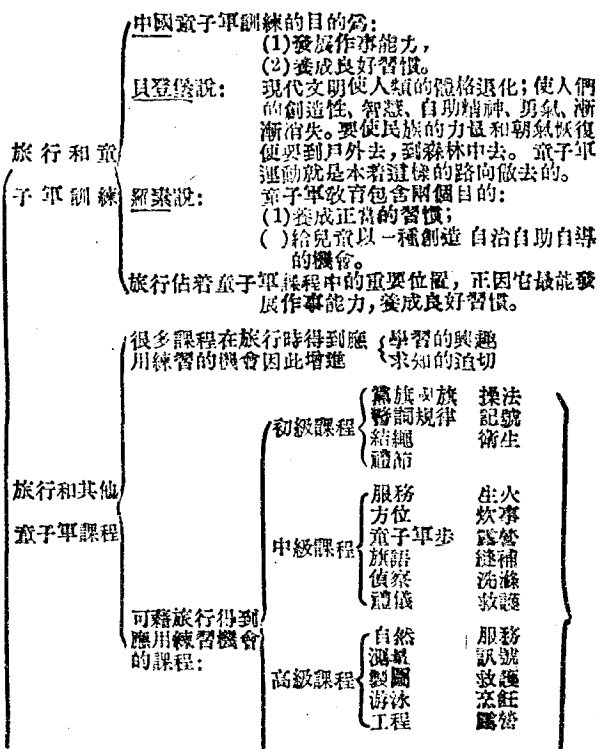 旅行和童
子軍訓練
中國童子軍訓練的目的爲:
(1)發展作事能力,
(2)養成良好習慣。
貝登堡說:
現代文明使人類的體格退化;使人們
的創造性、智慧、自助精神、勇氣、漸
漸消失。要使民族的力量和朝氣恢復
便要到戶外去,到森林中去。童子軍
運動就是本着這樣的路向做去的。
羅素說:
童子軍教育包含兩個目的:
(1)養成正當的習慣;
( )給兒童以一種創造 自治自助自導
的機會。
旅行佔着童子軍課程中的重要位置,正因它最能發
展作事能力,養成良好習慣。
旅行和其他
童子軍課程
很多課程在旅行時得到應
用練習的機會因此增進
學習的興趣
求知的迫切
可藉旅行得到
應用練習機會
的課程:
初級課程
黨旗國旗 操法
誓詞規律 記號
結繩 衛生
禮節
中級課程
服務 生火
方位 炊事
童子軍步 露營
旗語 縫補
偵察 洗滌
禮儀 救護
高級課程
自然 服務
測量 訊號
製圖 救護
游泳 烹飪
工程 露營